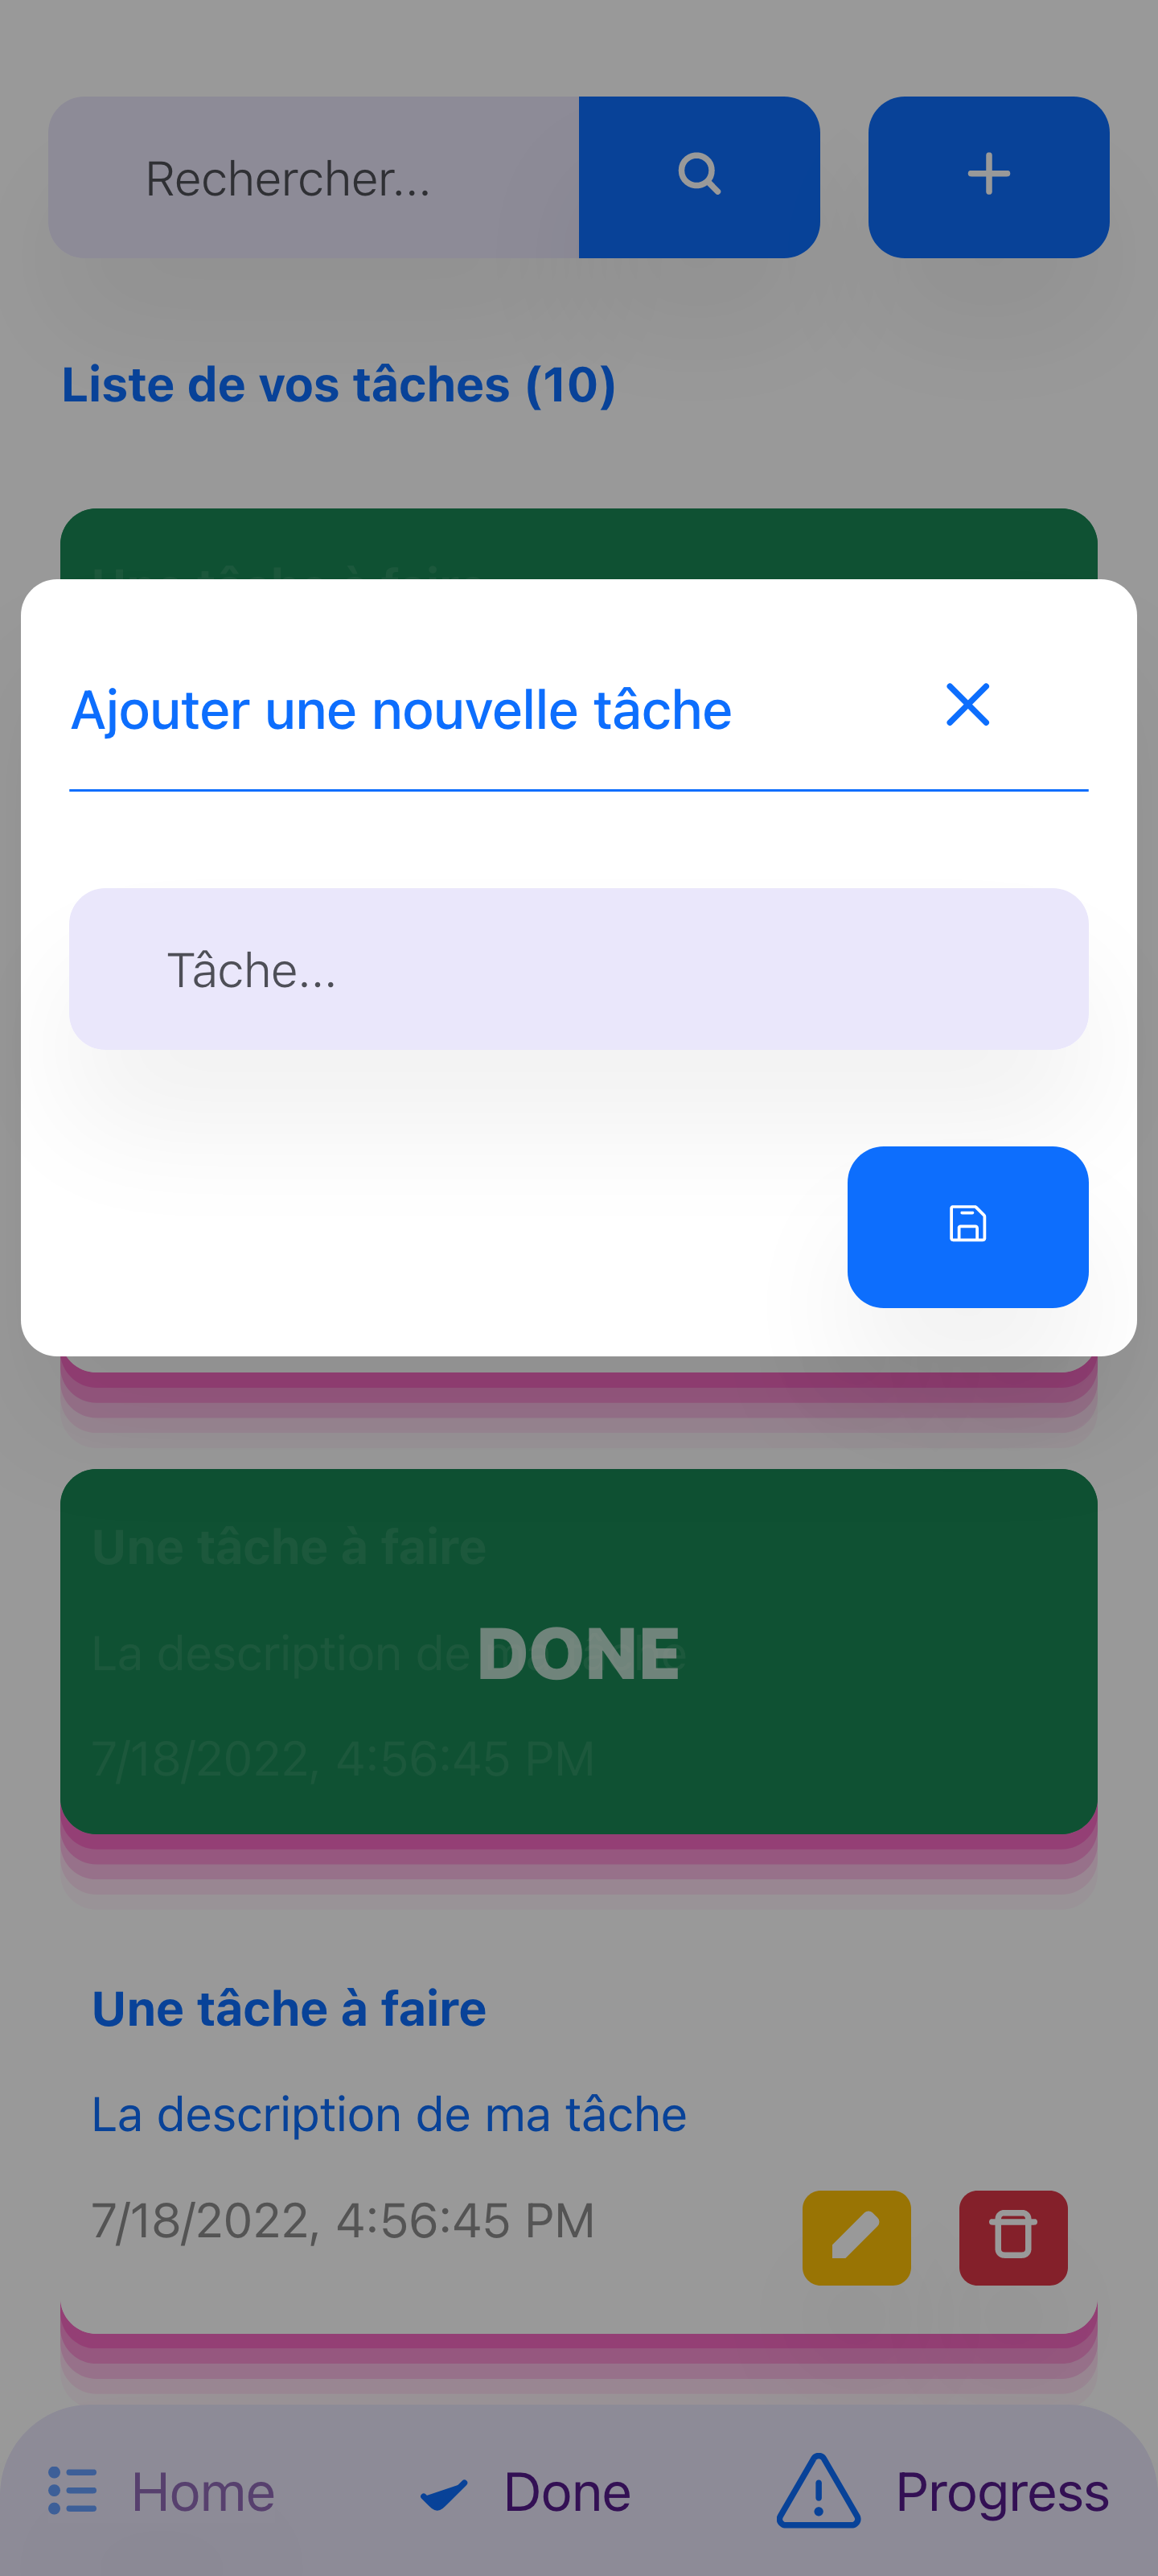 Rechercher...
Liste de vos tâches (10)
Ajouter une nouvelle tâche
Tâche...
Une tâche à faire
La description de
DONE
7/18/2022, 4:56:45 PM
Une tâche à faire
La description de ma tâche
7/18/2022, 4:56:45 PM
Home
Done
Progress